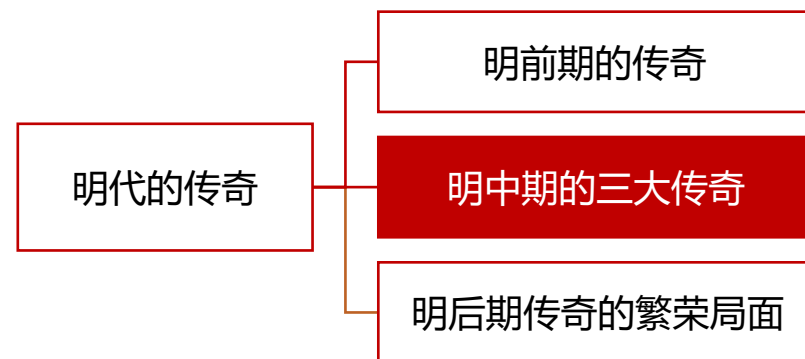 明代的传奇
明前期的传奇
明中期的三大传奇
明后期传奇的繁荣局面